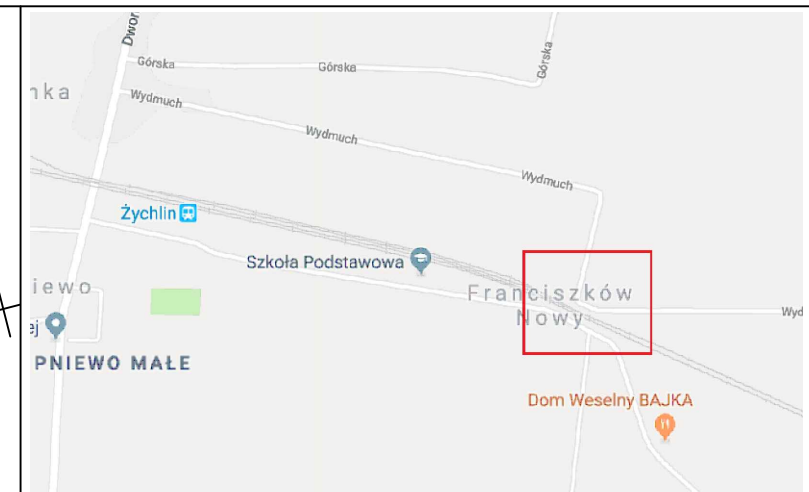 Dwor
Górska
Górska
Górska
nka
Wydmuch
Wydmuch
Wydmuch
Żychlin
Szkoła Podstawowa
iewo
Franciszków
Nowy
Wyd
ej
PNIEWO MAŁE
Dom Weselny BAJKA